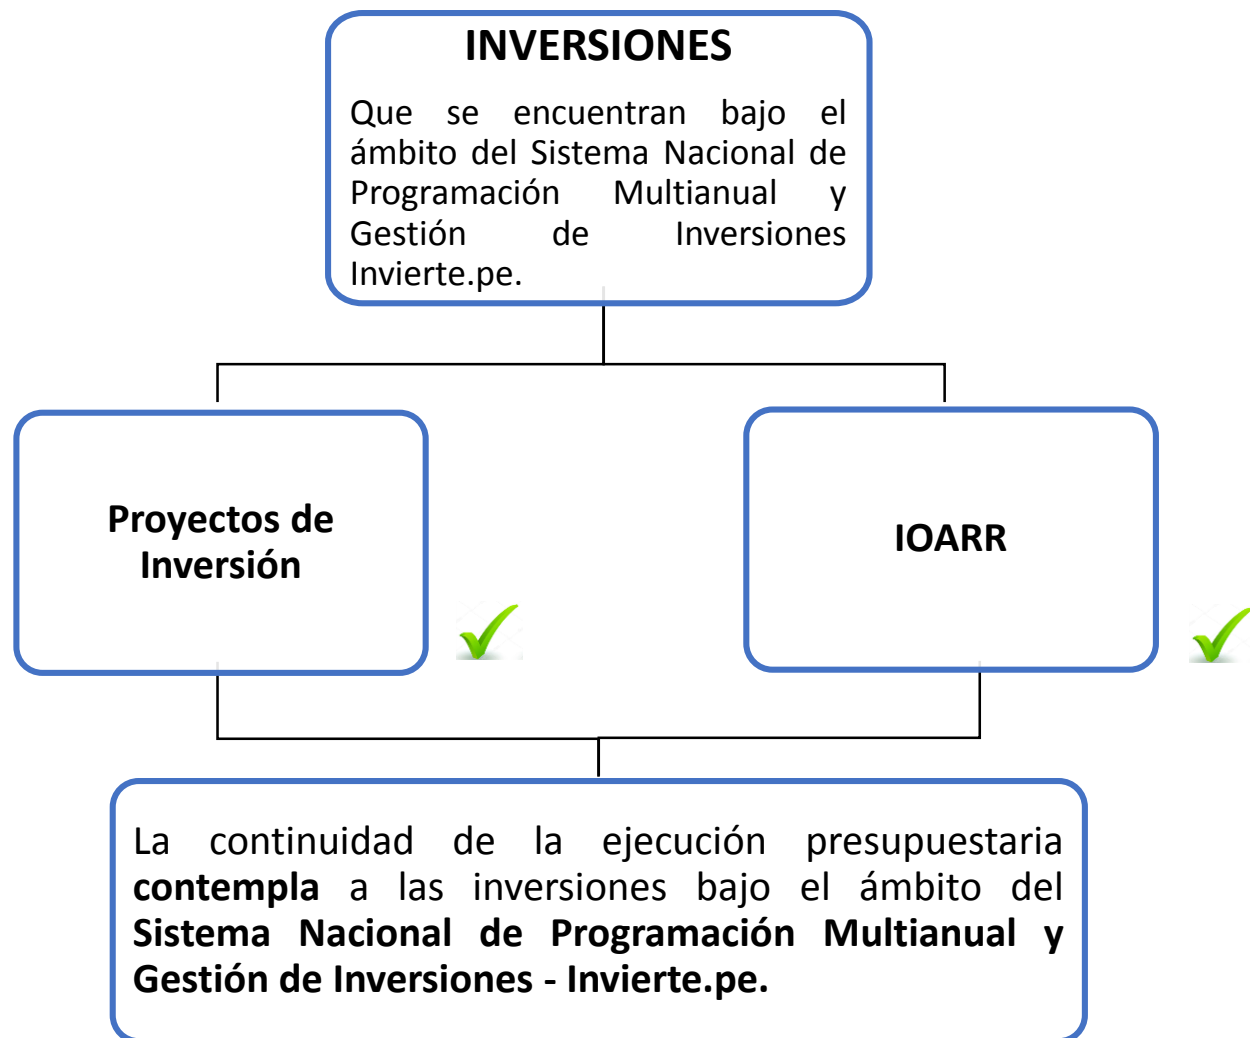 INVERSIONES
Que se encuentran bajo el
ámbito del Sistema Nacional de
Programación Multianual y
Gestión de Inversiones
Invierte.pe.
Proyectos de
Inversión
IOARR
La continuidad de la ejecución presupuestaria
contempla a las inversiones bajo el ámbito del
Sistema Nacional de Programación Multianual y
Gestión de Inversiones - Invierte.pe.